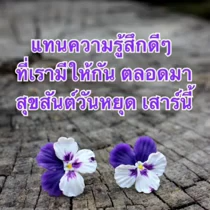 แทนความรู้สึกดีๆ
ที่เรามีให้กัน ตลอดมา
สุขสันต์วันหยุด เสาร์นี้